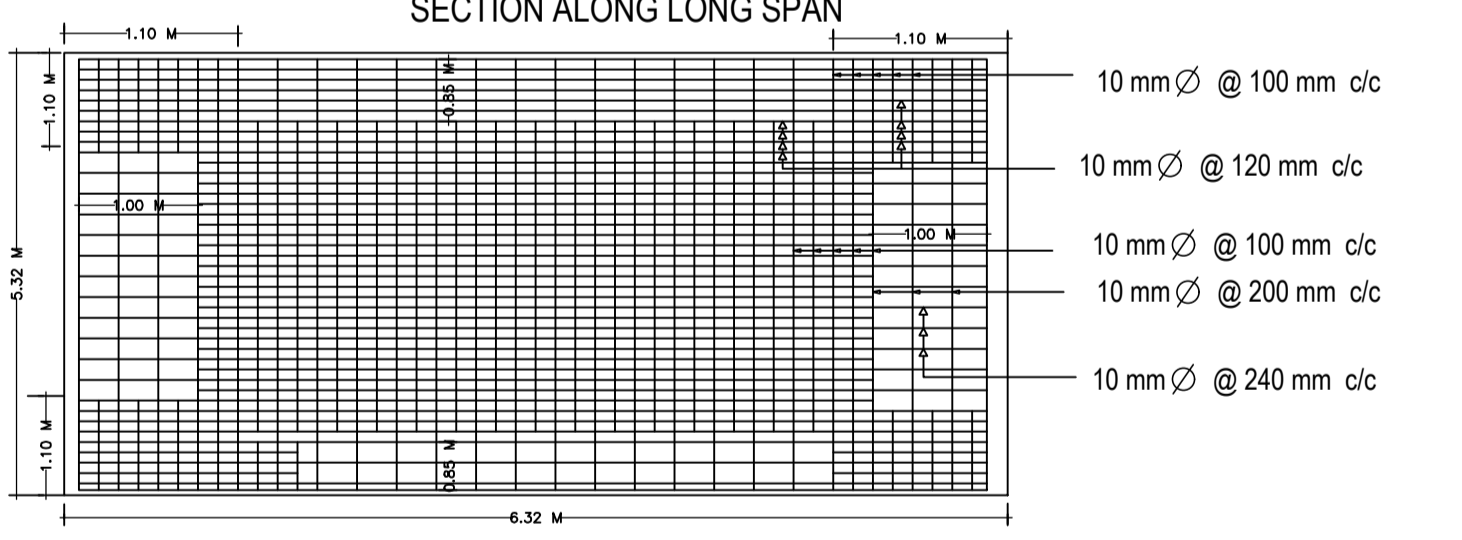 SECTION ALONG LONG SPAN
1.10 M
1.10 M
1.10 M
0.85 M
10 mm Ø @ 100 mm c/c
10 mm Ø @ 120 mm c/c
1.00 M
1.00 M
10 mm Ø @ 100 mm c/c
5.32 M
10 mm Ø @ 200 mm c/c
10 mm Ø @ 240 mm c/c
1.10 M
0.85 M
6.32 M